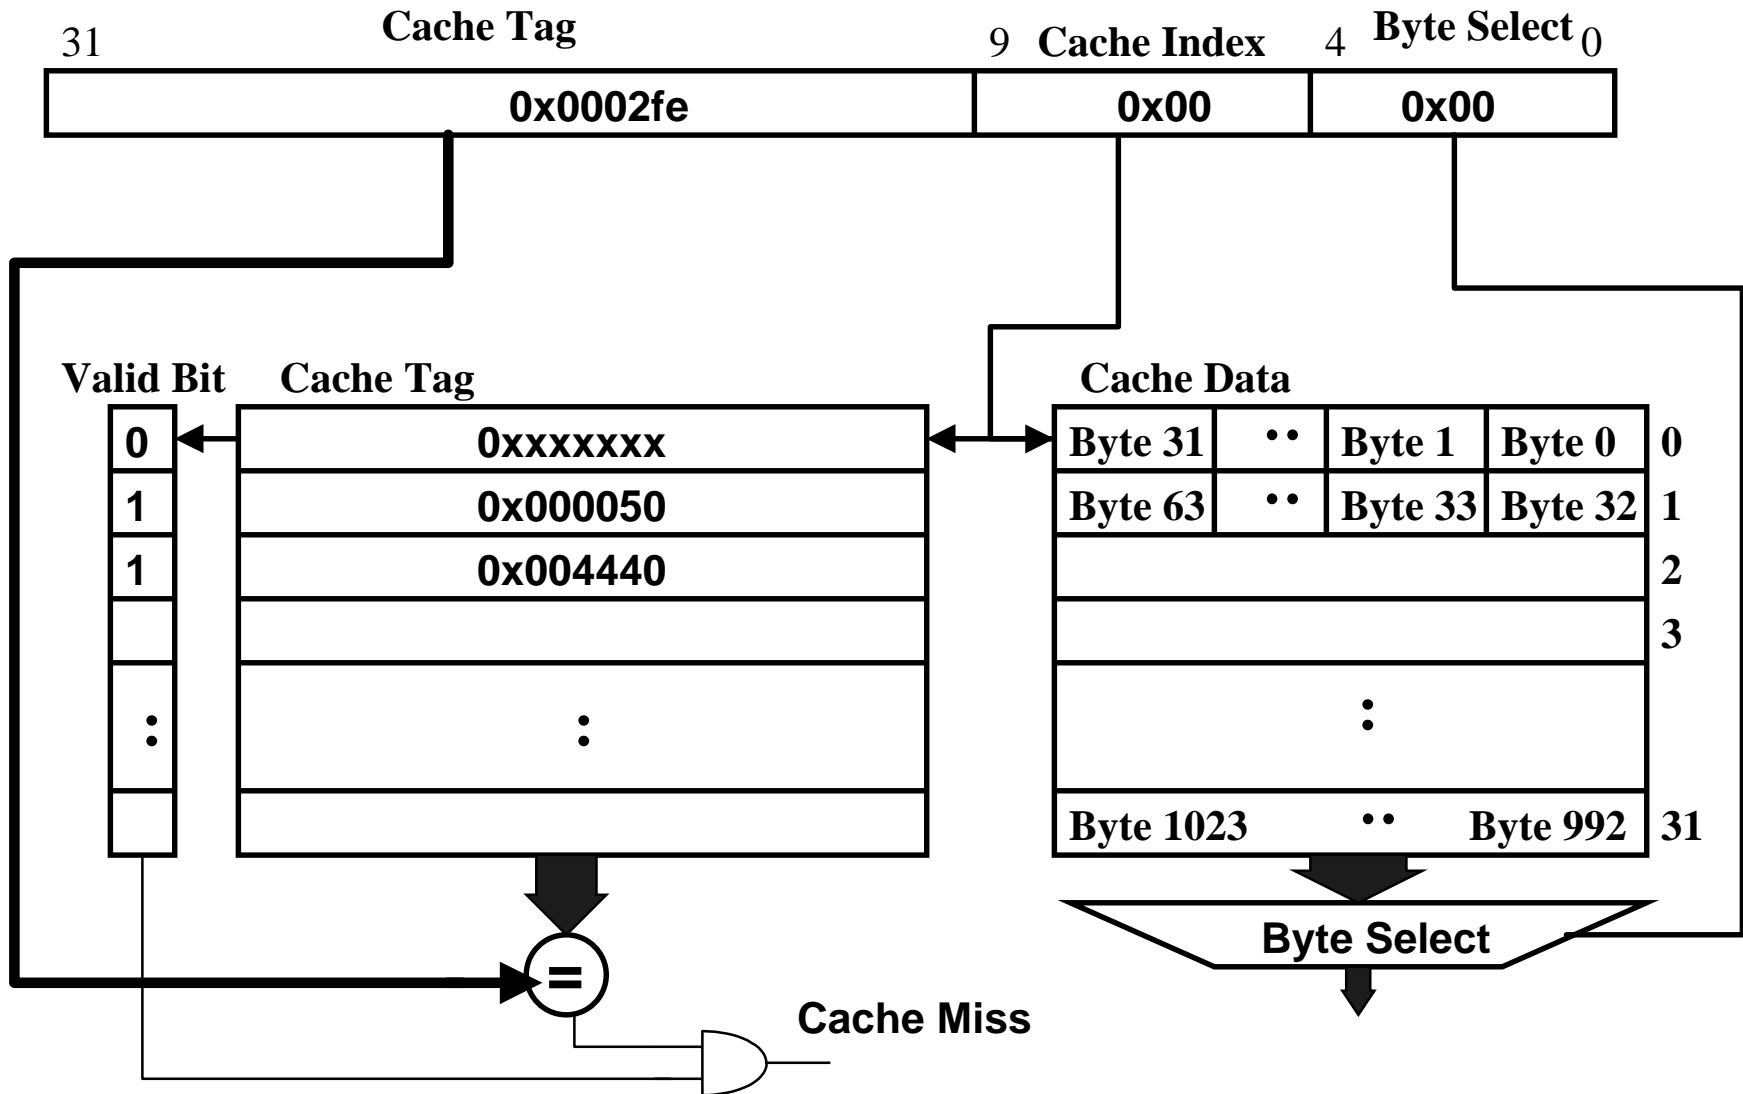 Cache Tag
31 9 Cache Index 4 Byte Select 0
0x0002fe 0x00 0x00
Valid Bit Cache Tag Cache Data
0 0xxxxxxx Byte 31 .. Byte 1 Byte 0 0
1 0x000050 Byte 63 .. Byte 33 Byte 32 1
1 0x004440 2
3
: : :
Byte 1023 .. Byte 992 31
Byte Select
=
Cache Miss